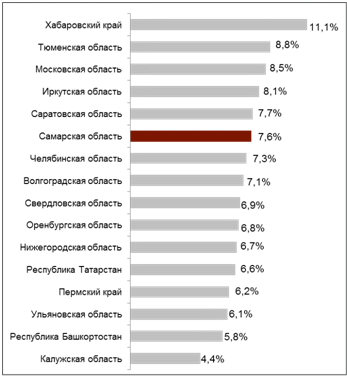 Хабаровский край 11,1%
Тюменская область 8,8%
Московская область 8,5%
Иркутская область 8,1%
Саратовская область 7,7%
Самарская область 7,6%
Челябинская область 7,3%
Волгоградская область 7,1%
Свердловская область 6,9%
Оренбургская область 6,8%
Нижегородская область 6,7%
Республика Татарстан 6,6%
Пермский край 6,2%
Ульяновская область 6,1%
Республика Башкортостан 5,8%
Калужская область 4,4%